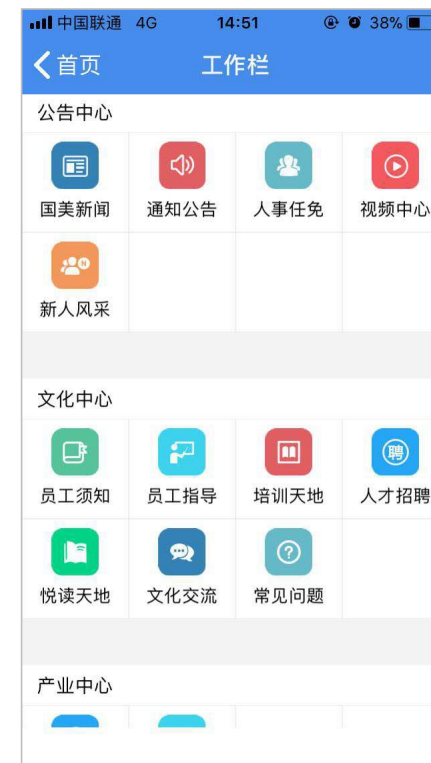 中国联通 4G 14:51 38%
首页 工作栏
公告中心
国美新闻 通知公告 人事任免 视频中心
新人风采
文化中心
聘
员工须知 员工指导 培训天地 人才招聘
悦读天地 文化交流 常见问题
产业中心